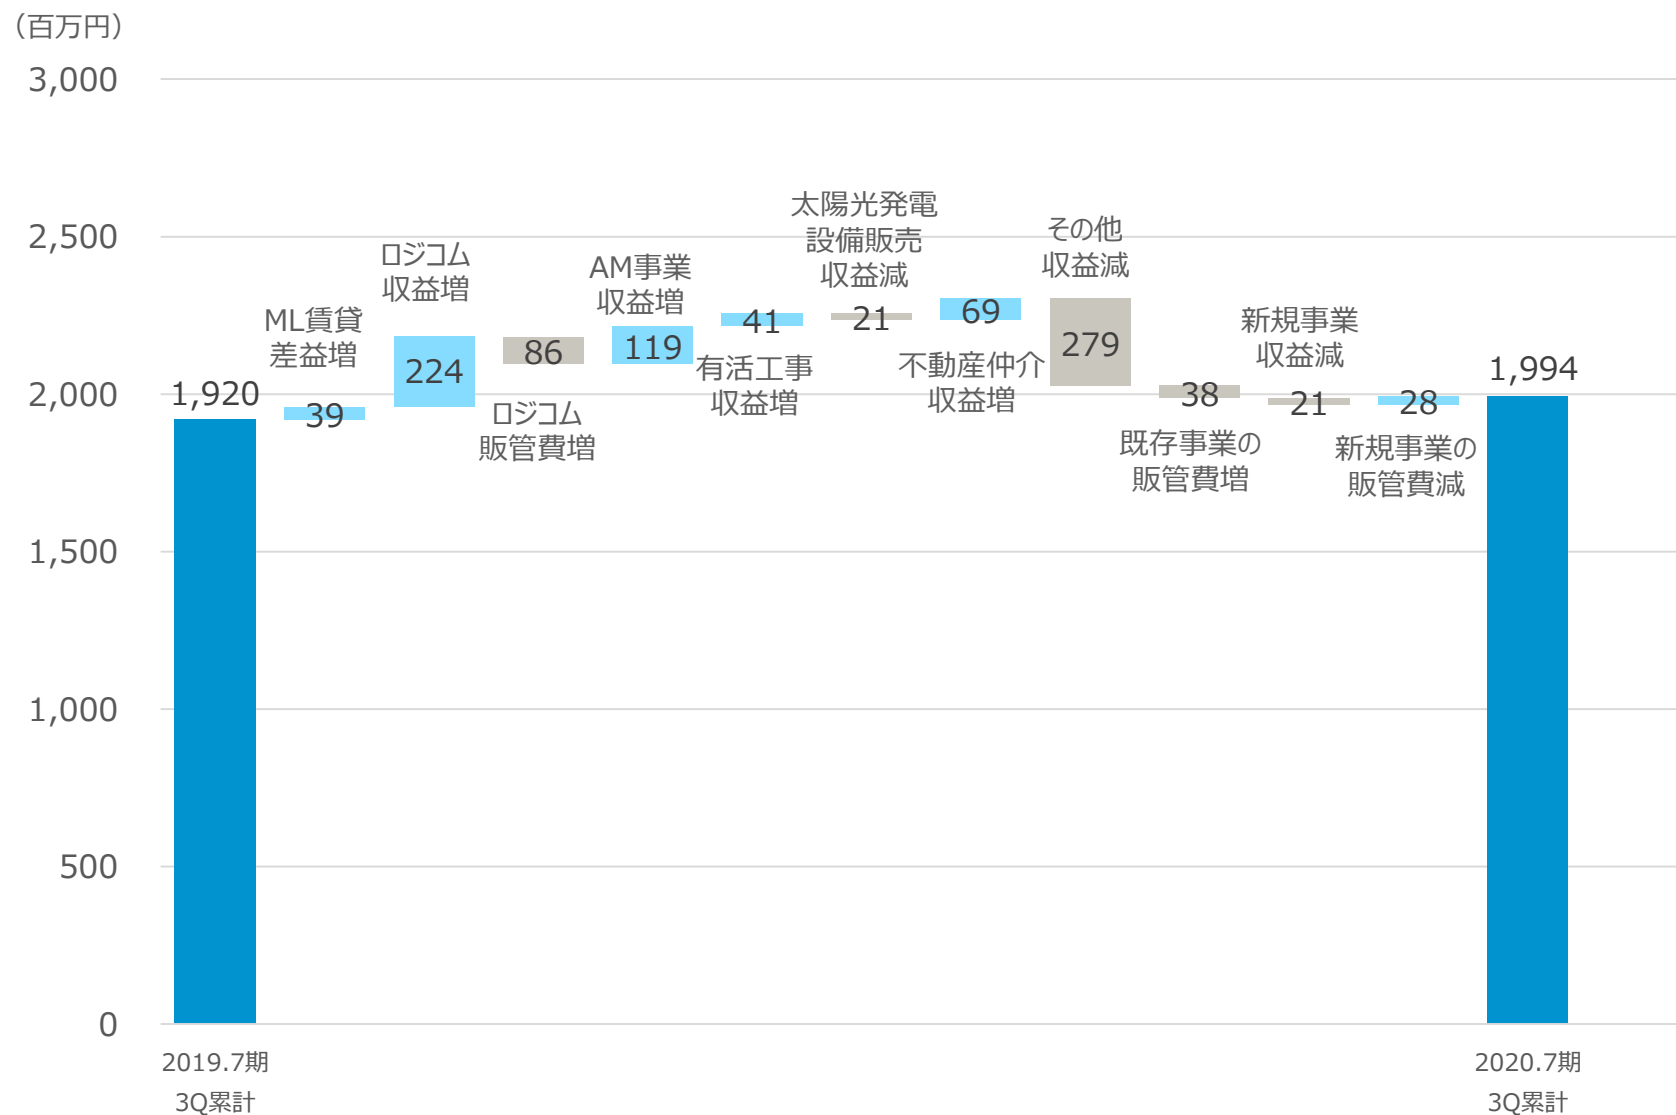 （百万円）
3,000
2,500
2,000
1,500
1,000
500
0
1,920
ML賃貸
差益増
39
ロジコム
収益増
224
86
ロジコム
販管費増
AM事業
収益増
119
41
有活工事
収益増
太陽光発電
設備販売
収益減
21
69
不動産仲介
収益増
その他
収益減
279
38
既存事業の
販管費増
新規事業
収益減
21
28
新規事業の
販管費減
1,994
2019.7期
3Q累計
2020.7期
3Q累計